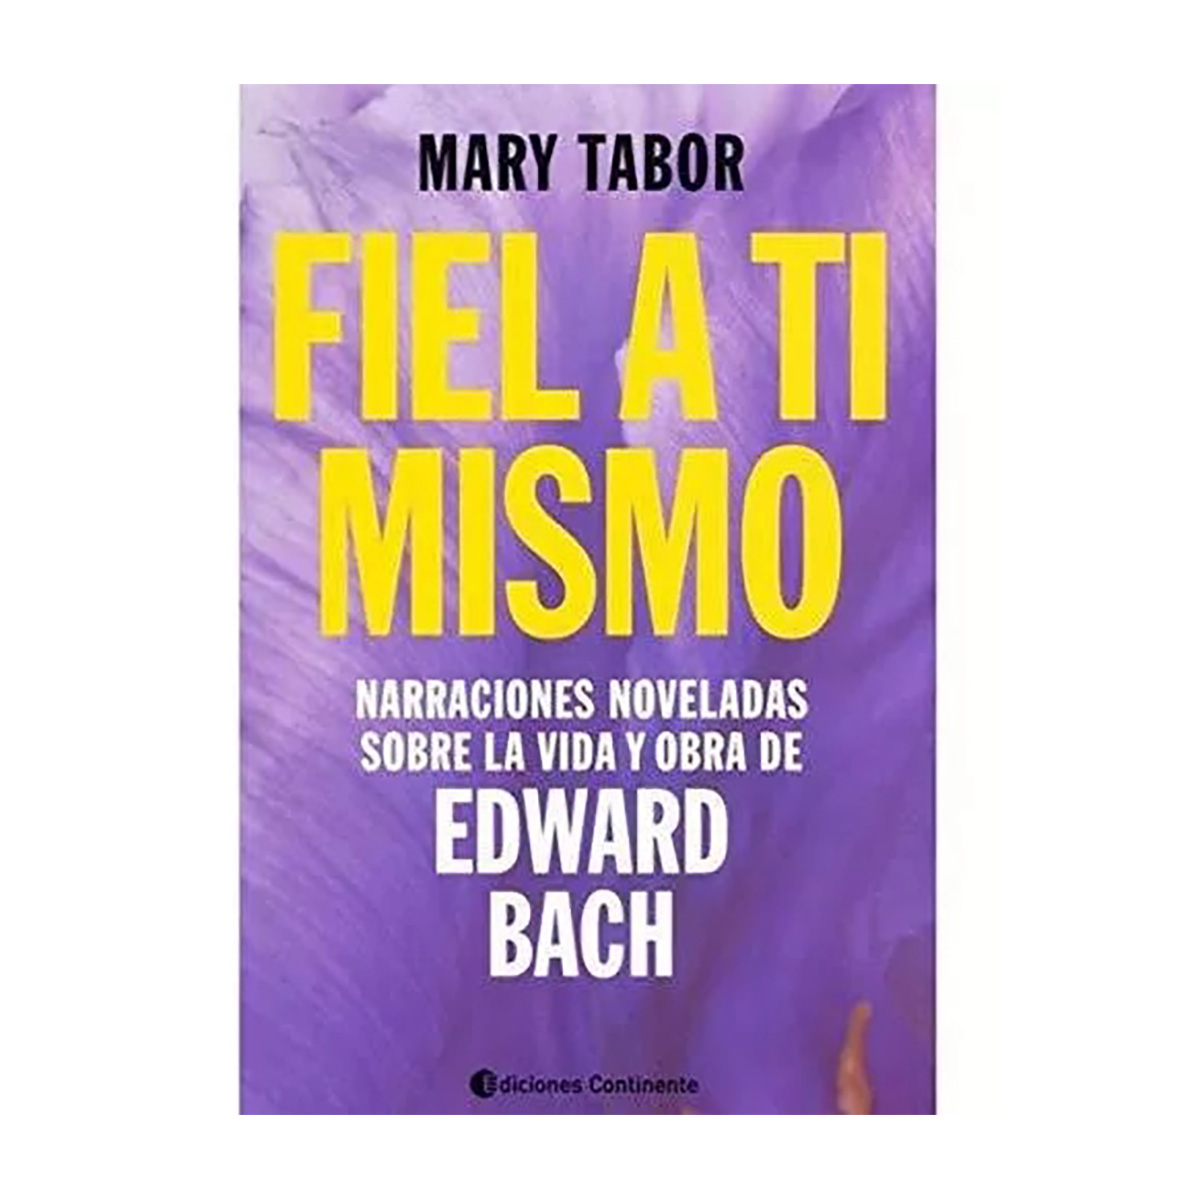 MARY TABOR
FIEL A TI
MISMO
NARRACIONES NOVELADAS
SOBRE LA VIDA Y OBRA DE
EDWARD
BACH
Ediciones Continente